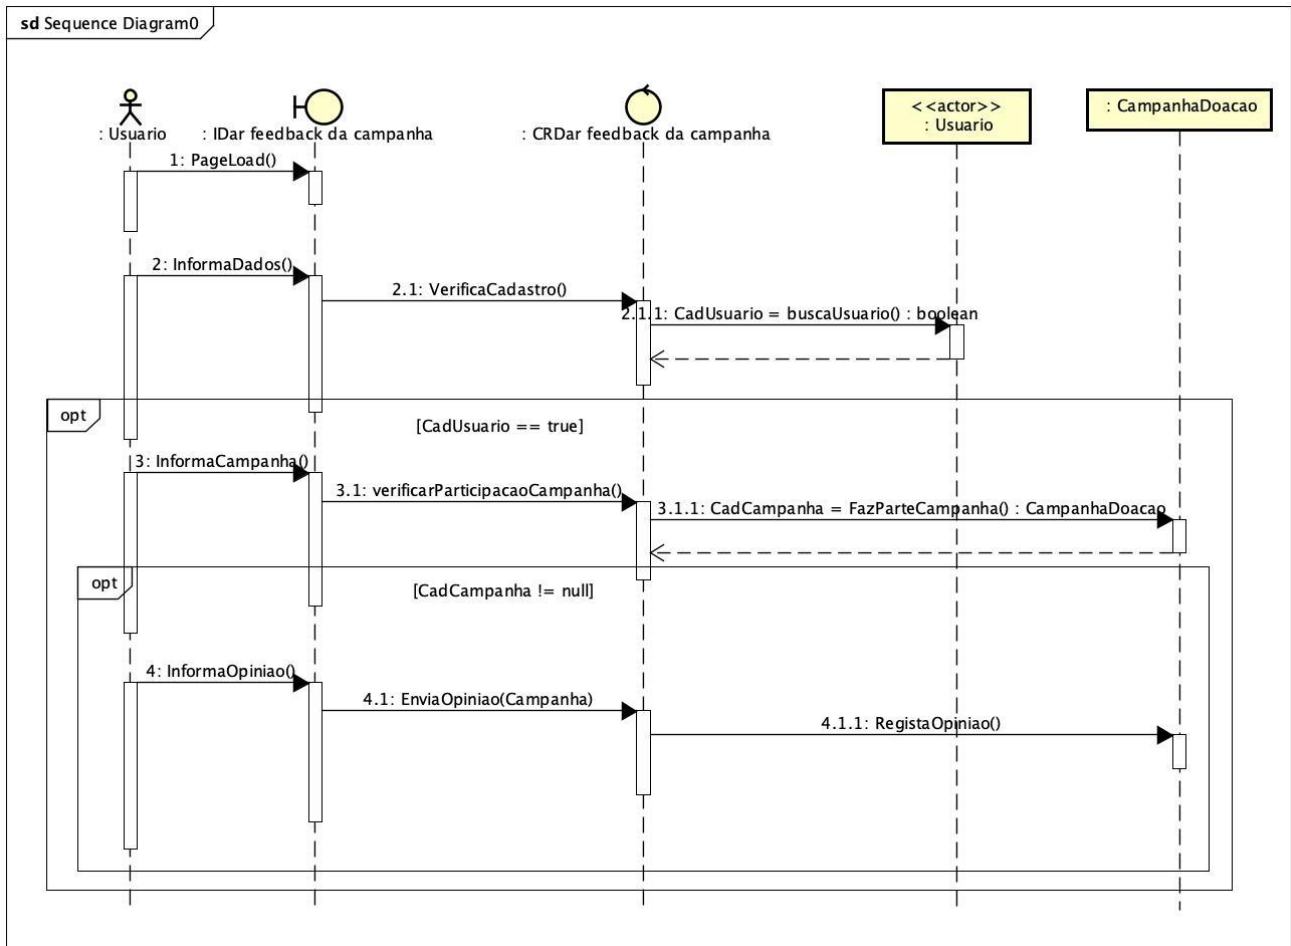 sd Sequence Diagram0
: Usuario
: IDar feedback da campanha
: CRDar feedback da campanha
<<actor>>
: Usuario
: CampanhaDoacao
1: PageLoad()
2: InformaDados()
2.1: VerificaCadastro()
2.1.1: CadUsuario = buscaUsuario() : boolean
opt
[CadUsuario == true]
3: InformaCampanha()
3.1: verificarParticipacaoCampanha()
3.1.1: CadCampanha = FazParteCampanha() : CampanhaDoacao
opt
[CadCampanha != null]
4: InformaOpiniao()
4.1: EnviaOpiniao(Campanha)
4.1.1: RegistaOpiniao()